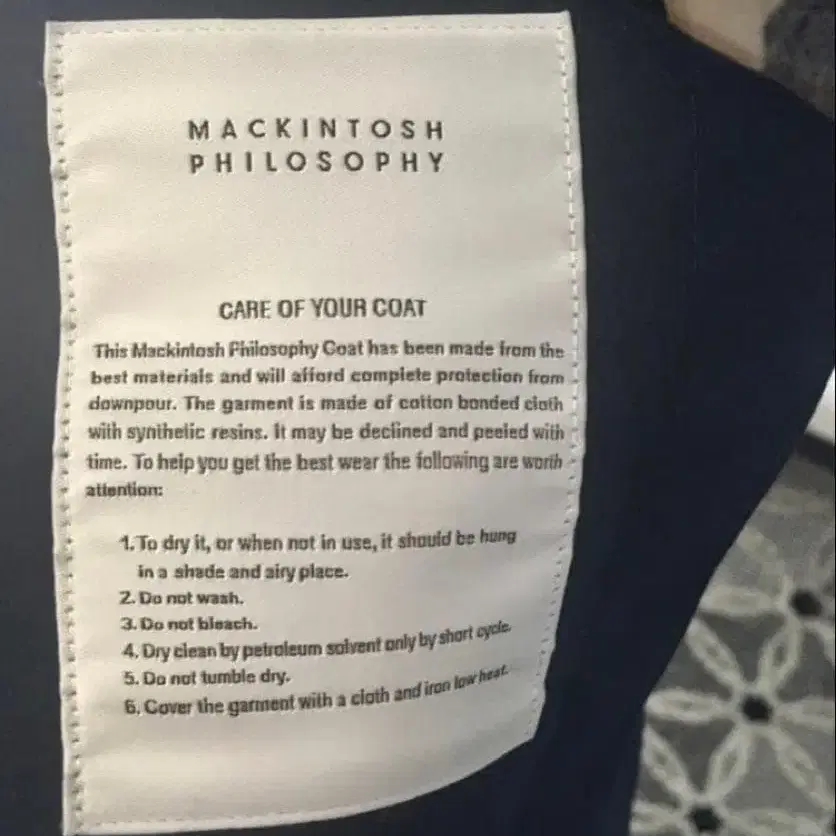 MACKINTOSH
PHILOSOPHY
CARE OF YOUR COAT
This Mackintosh Philosophy Coat has been made from the
best materials and will afford complete protection from
downpour. The garment is made of cotton bonded cloth
with synthetic resins. It may be declined and peeled with
time. To help you get the best wear the following are worth
attention:
1. To dry it, or when not in use, it should be hung
in a shade and airy place.
2. Do not wash.
3. Do not bleach.
4. Dry clean by petroleum solvent only by short cycle.
5. Do not tumble dry.
6. Cover the garment with a cloth and iron low heat.